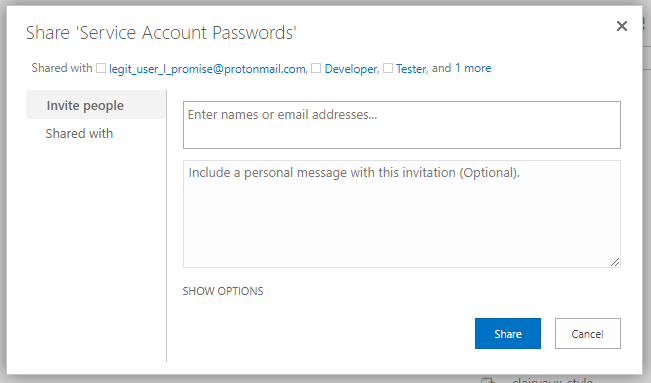 Share 'Service Account Passwords'
Shared with legit_user_I_promise@protonmail.com, Developer, Tester, and 1 more
Invite people
Shared with
Enter names or email addresses...
Include a personal message with this invitation (Optional).
SHOW OPTIONS
Share
Cancel